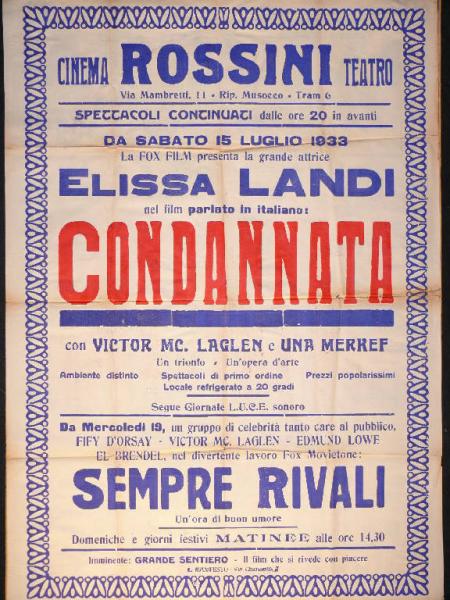 CINEMA ROSSINI TEATRO
Via Mambretti, 11 - Rip. Musocco - Tram 6
SPETTACOLI CONTINUATI dalle ore 20 in avanti
DA SABATO 15 LUGLIO 1933
La FOX FILM presenta la grande attrice
ELISSA LANDI
nel film parlato in italiano:
CONDANNATA
con VICTOR MC. LAGLEN e UNA MERREF
Un trionfo - Un'opera d'arte
Ambiente distinto Spettacoli di primo ordine Prezzi popolarissimi
Locale refrigerato a 20 gradi
Segue Giornale L.U.C.E. sonoro
Da Mercoledì 19, un gruppo di celebrità tanto care al pubblico,
FIFY D'ORSAY - VICTOR MC. LAGLEN - EDMUND LOWE
EL BRENDEL, nel divertente lavoro Fox Movietone:
SEMPRE RIVALI
Un'ora di buon umore
Domeniche e giorni festivi MATINEE alle ore 14,30
Imminente: GRANDE SENTIERO - Il film che si rivede con piacere